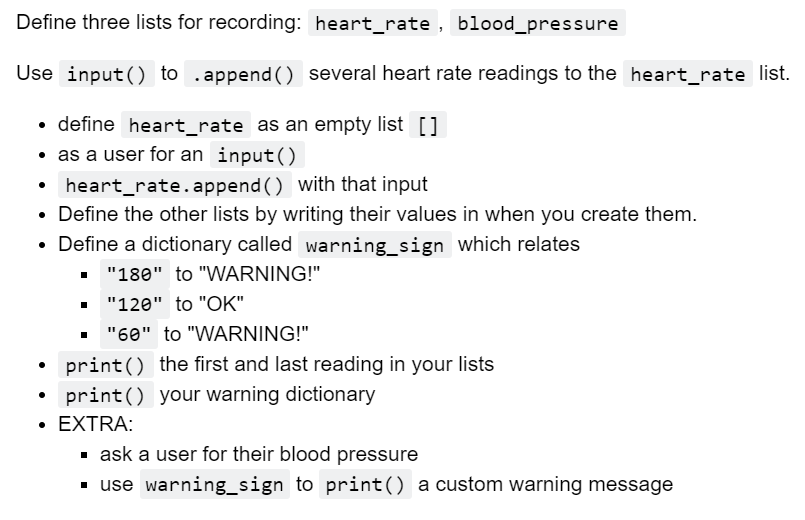 Define three lists for recording: heart_rate , blood_pressure
Use input() to .append() several heart rate readings to the heart_rate list.
• define heart_rate as an empty list []
• as a user for an input()
• heart_rate.append() with that input
• Define the other lists by writing their values in when you create them.
• Define a dictionary called warning_sign which relates
▪ "180" to "WARNING!"
▪ "120" to "OK"
▪ "60" to "WARNING!"
• print() the first and last reading in your lists
• print() your warning dictionary
• EXTRA:
▪ ask a user for their blood pressure
▪ use warning_sign to print() a custom warning message